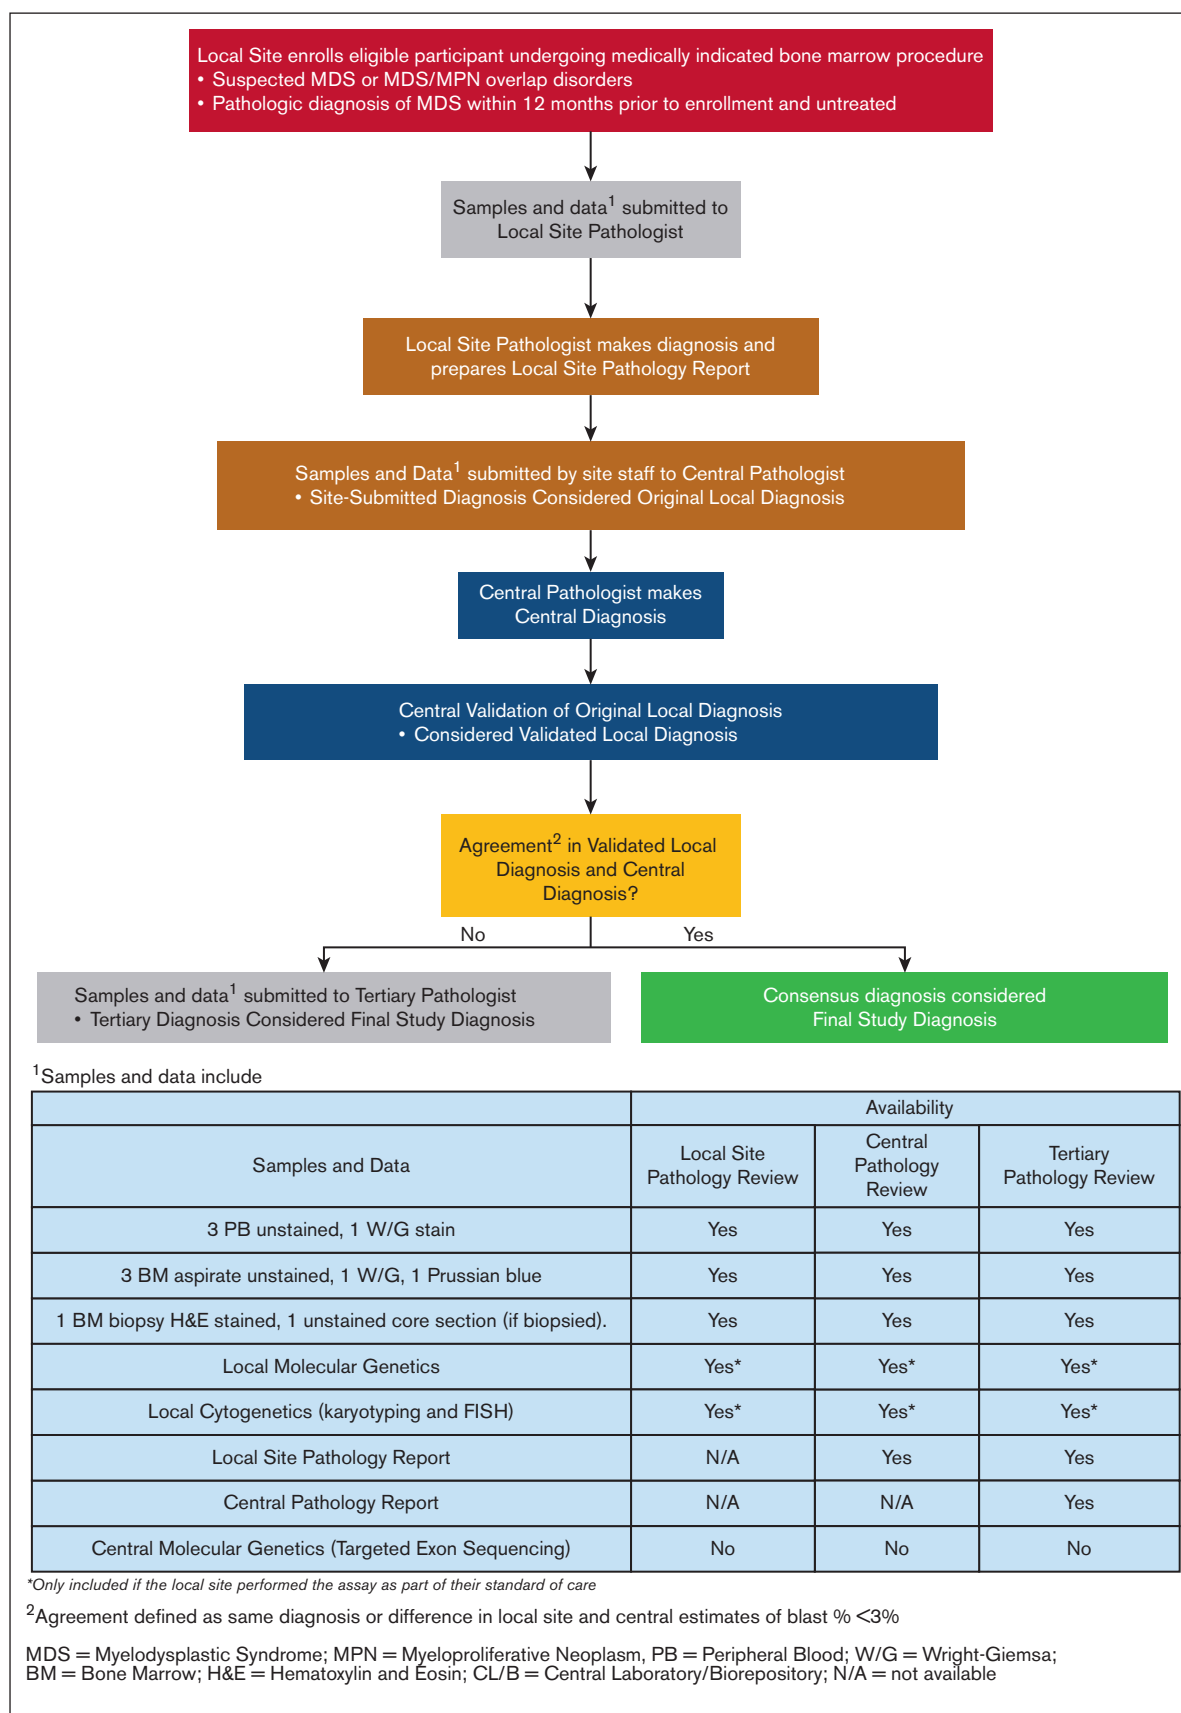 Local Site enrolls eligible participant undergoing medically indicated bone marrow procedure
• Suspected MDS or MDS/MPN overlap disorders
• Pathologic diagnosis of MDS within 12 months prior to enrollment and untreated
Samples and data1 submitted to
Local Site Pathologist
Local Site Pathologist makes diagnosis and
prepares Local Site Pathology Report
Samples and Data1 submitted by site staff to Central Pathologist
• Site-Submitted Diagnosis Considered Original Local Diagnosis
Central Pathologist makes
Central Diagnosis
Central Validation of Original Local Diagnosis
• Considered Validated Local Diagnosis
Agreement2 in Validated Local
Diagnosis and Central
Diagnosis?
No Yes
Samples and data1 submitted to Tertiary Pathologist
• Tertiary Diagnosis Considered Final Study Diagnosis
Consensus diagnosis considered
Final Study Diagnosis
1Samples and data include
Availability
Samples and Data
Local Site
Pathology Review
Central
Pathology
Review
Tertiary
Pathology Review
3 PB unstained, 1 W/G stain Yes Yes Yes
3 BM aspirate unstained, 1 W/G, 1 Prussian blue Yes Yes Yes
1 BM biopsy H&E stained, 1 unstained core section (if biopsied). Yes Yes Yes
Local Molecular Genetics Yes* Yes* Yes*
Local Cytogenetics (karyotyping and FISH) Yes* Yes* Yes*
Local Site Pathology Report N/A Yes Yes
Central Pathology Report N/A N/A Yes
Central Molecular Genetics (Targeted Exon Sequencing) No No No
*Only included if the local site performed the assay as part of their standard of care
2Agreement defined as same diagnosis or difference in local site and central estimates of blast % <3%
MDS = Myelodysplastic Syndrome; MPN = Myeloproliferative Neoplasm, PB = Peripheral Blood; W/G = Wright-Giemsa;
BM = Bone Marrow; H&E = Hematoxylin and Eosin; CL/B = Central Laboratory/Biorepository; N/A = not available